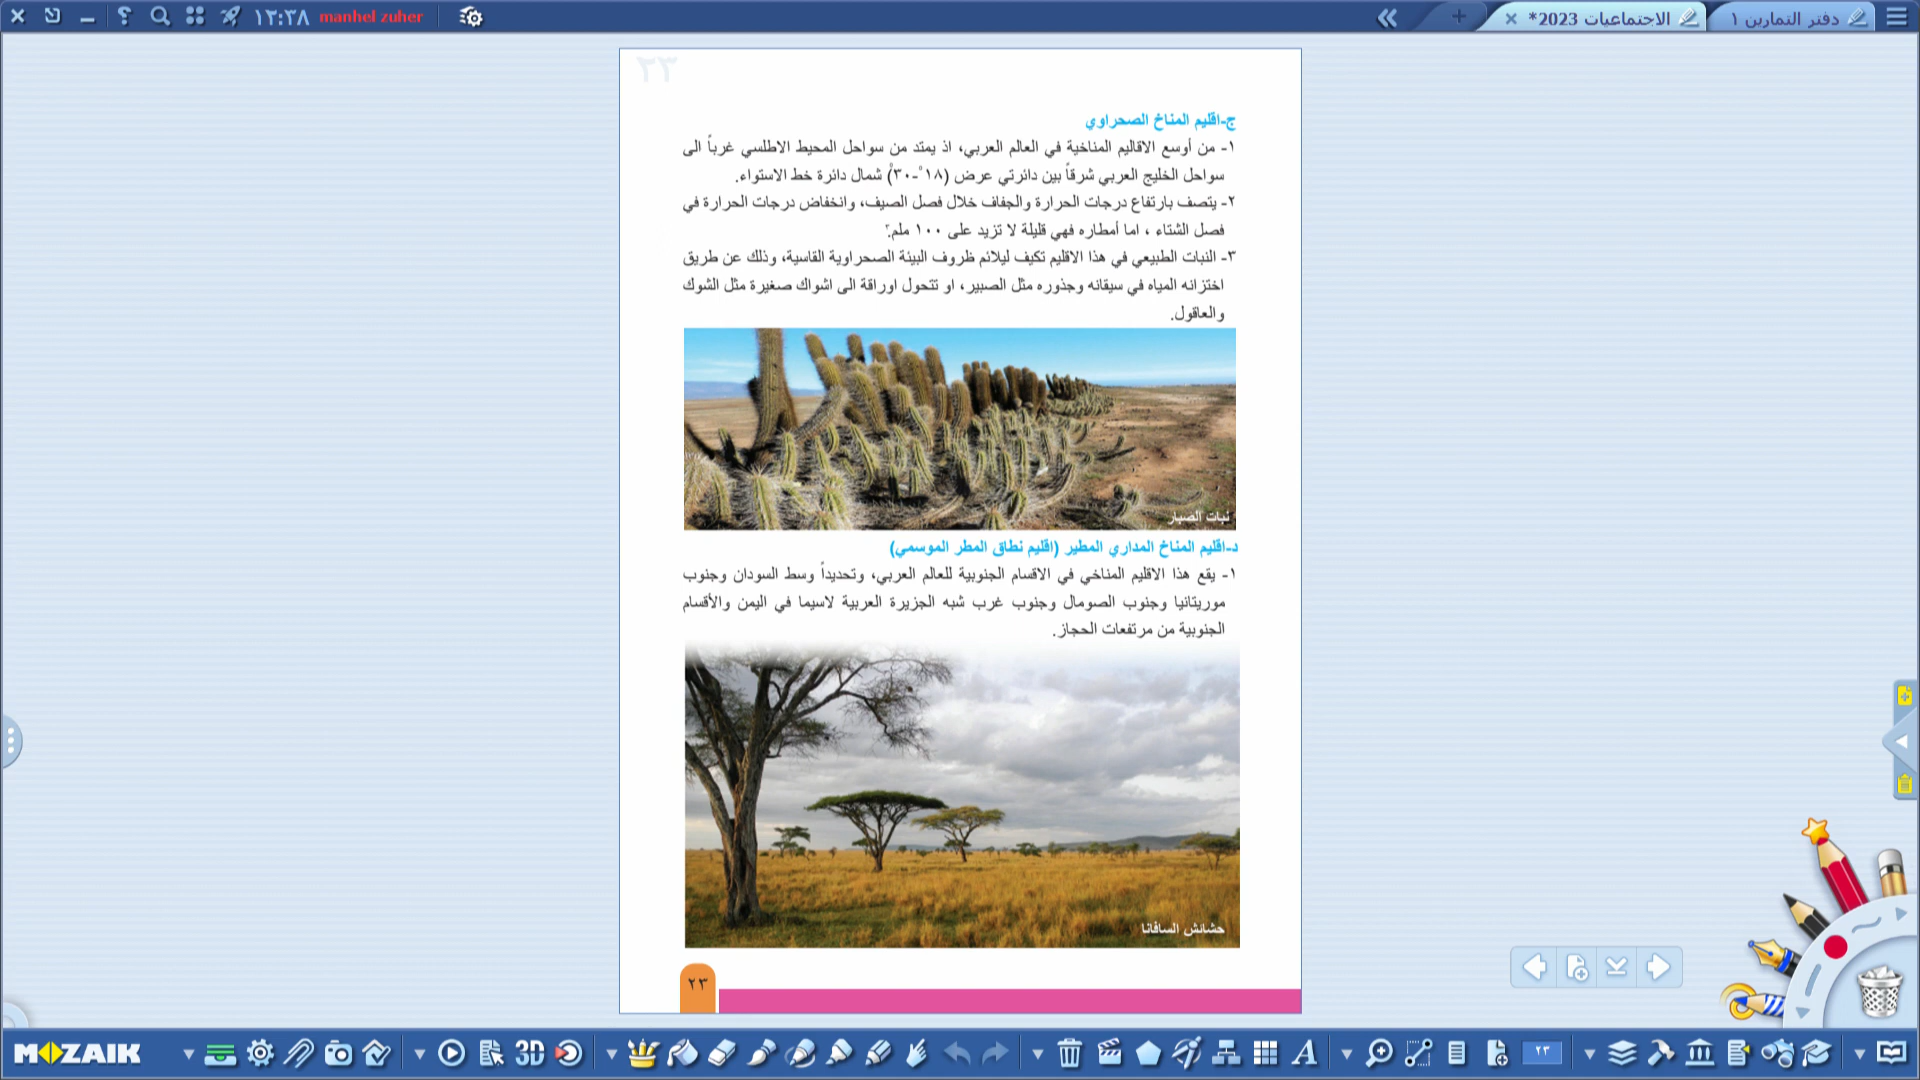 ١٣:٣٨ manhel zuher
الاجتماعيات 2023*
دفتر التمارين ١
٢٣
ج-اقليم المناخ الصحراوي
١- من أوسع الاقاليم المناخية في العالم العربي، اذ يمتد من سواحل المحيط الاطلسي غرباً الى
سواحل الخليج العربي شرقاً بين دائرتي عرض (١٨ْ-٣٠ْ) شمال دائرة خط الاستواء.
٢- يتصف بارتفاع درجات الحرارة والجفاف خلال فصل الصيف، وانخفاض درجات الحرارة في
فصل الشتاء ، اما أمطاره فهي قليلة لا تزيد على ١٠٠ ملم.
٣- النبات الطبيعي في هذا الاقليم تكيف ليلائم ظروف البيئة الصحراوية القاسية، وذلك عن طريق
اختزانه المياه في سيقانه وجذوره مثل الصبير، او تتحول اوراقة الى اشواك صغيرة مثل الشوك
والعاقول.
نبات الصبار
د-اقليم المناخ المداري المطير (اقليم نطاق المطر الموسمي)
١- يقع هذا الاقليم المناخي في الاقسام الجنوبية للعالم العربي، وتحديداً وسط السودان وجنوب
موريتانيا وجنوب الصومال وجنوب غرب شبه الجزيرة العربية لاسيما في اليمن والأقسام
الجنوبية من مرتفعات الحجاز.
حشائش السافانا
٢٣
MOZAIK
3D
A
٢٣